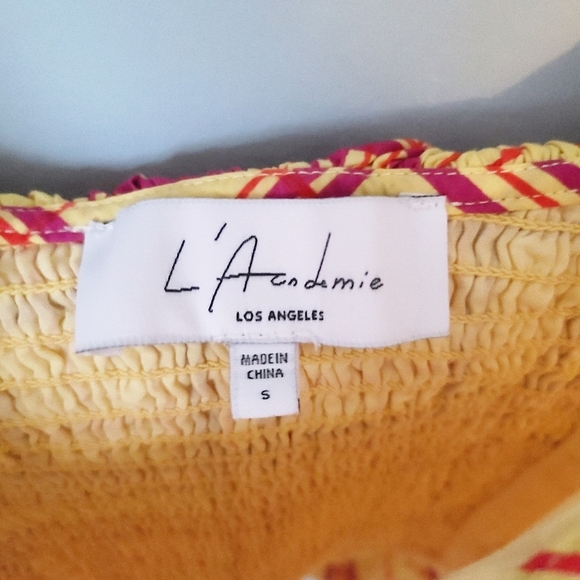 L'Academie
LOS ANGELES
MADE IN
CHINA
S